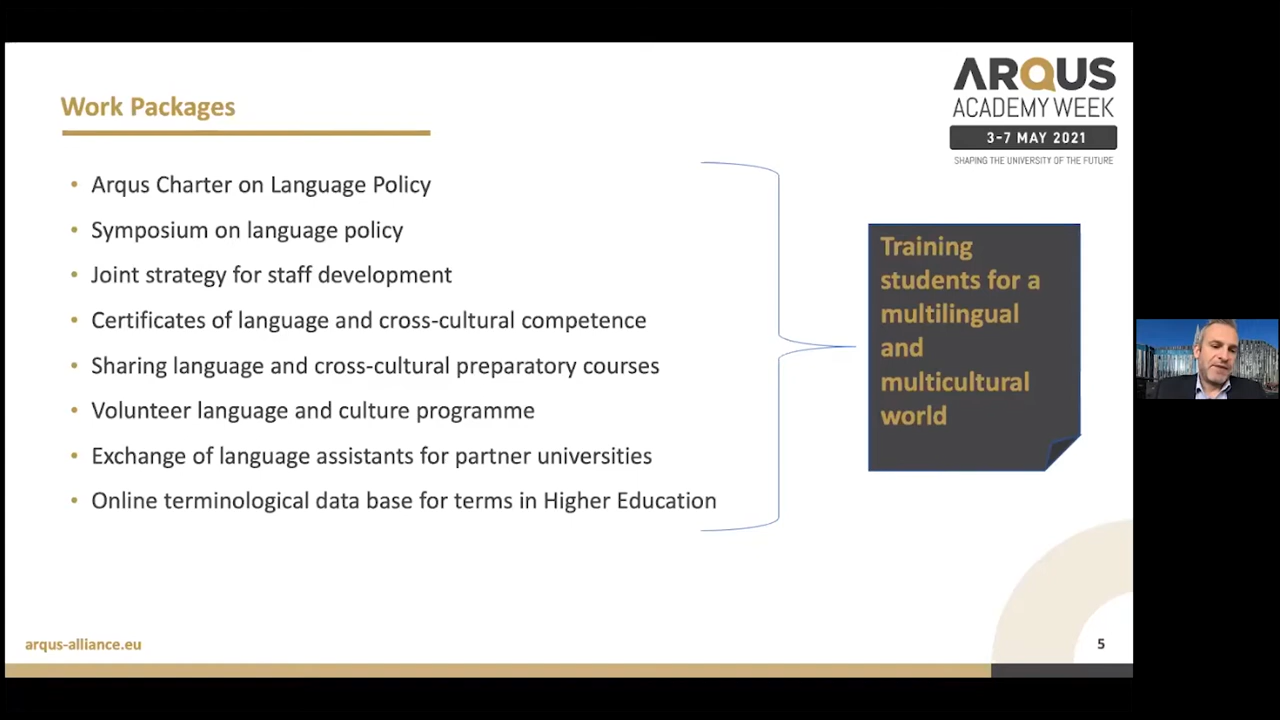 Work Packages
ARQUS
ACADEMY WEEK
3-7 MAY 2021
SHAPING THE UNIVERSITY OF THE FUTURE
• Arqus Charter on Language Policy
• Symposium on language policy
• Joint strategy for staff development
• Certificates of language and cross-cultural competence
• Sharing language and cross-cultural preparatory courses
• Volunteer language and culture programme
• Exchange of language assistants for partner universities
• Online terminological data base for terms in Higher Education
Training
students for a
multilingual
and
multicultural
world
arqus-alliance.eu
5